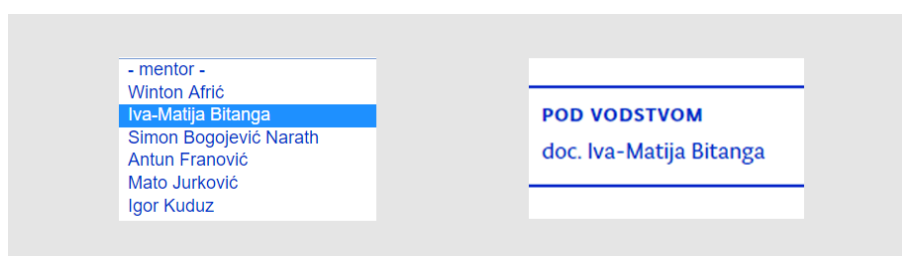 - mentor -
Winton Afrić
Iva-Matija Bitanga
Simon Bogojević Narath
Antun Franović
Mato Jurković
Igor Kuduz
POD VODSTVOM
doc. Iva-Matija Bitanga